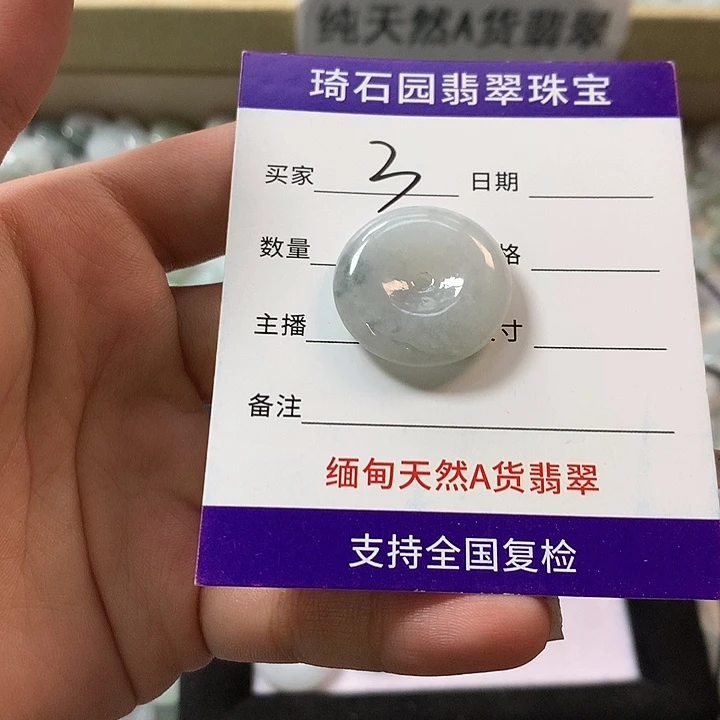 纯天然A货翡翠
琦石园翡翠珠宝
买家 3 日期
数量 格
主播 寸
备注
缅甸天然A货翡翠
支持全国复检